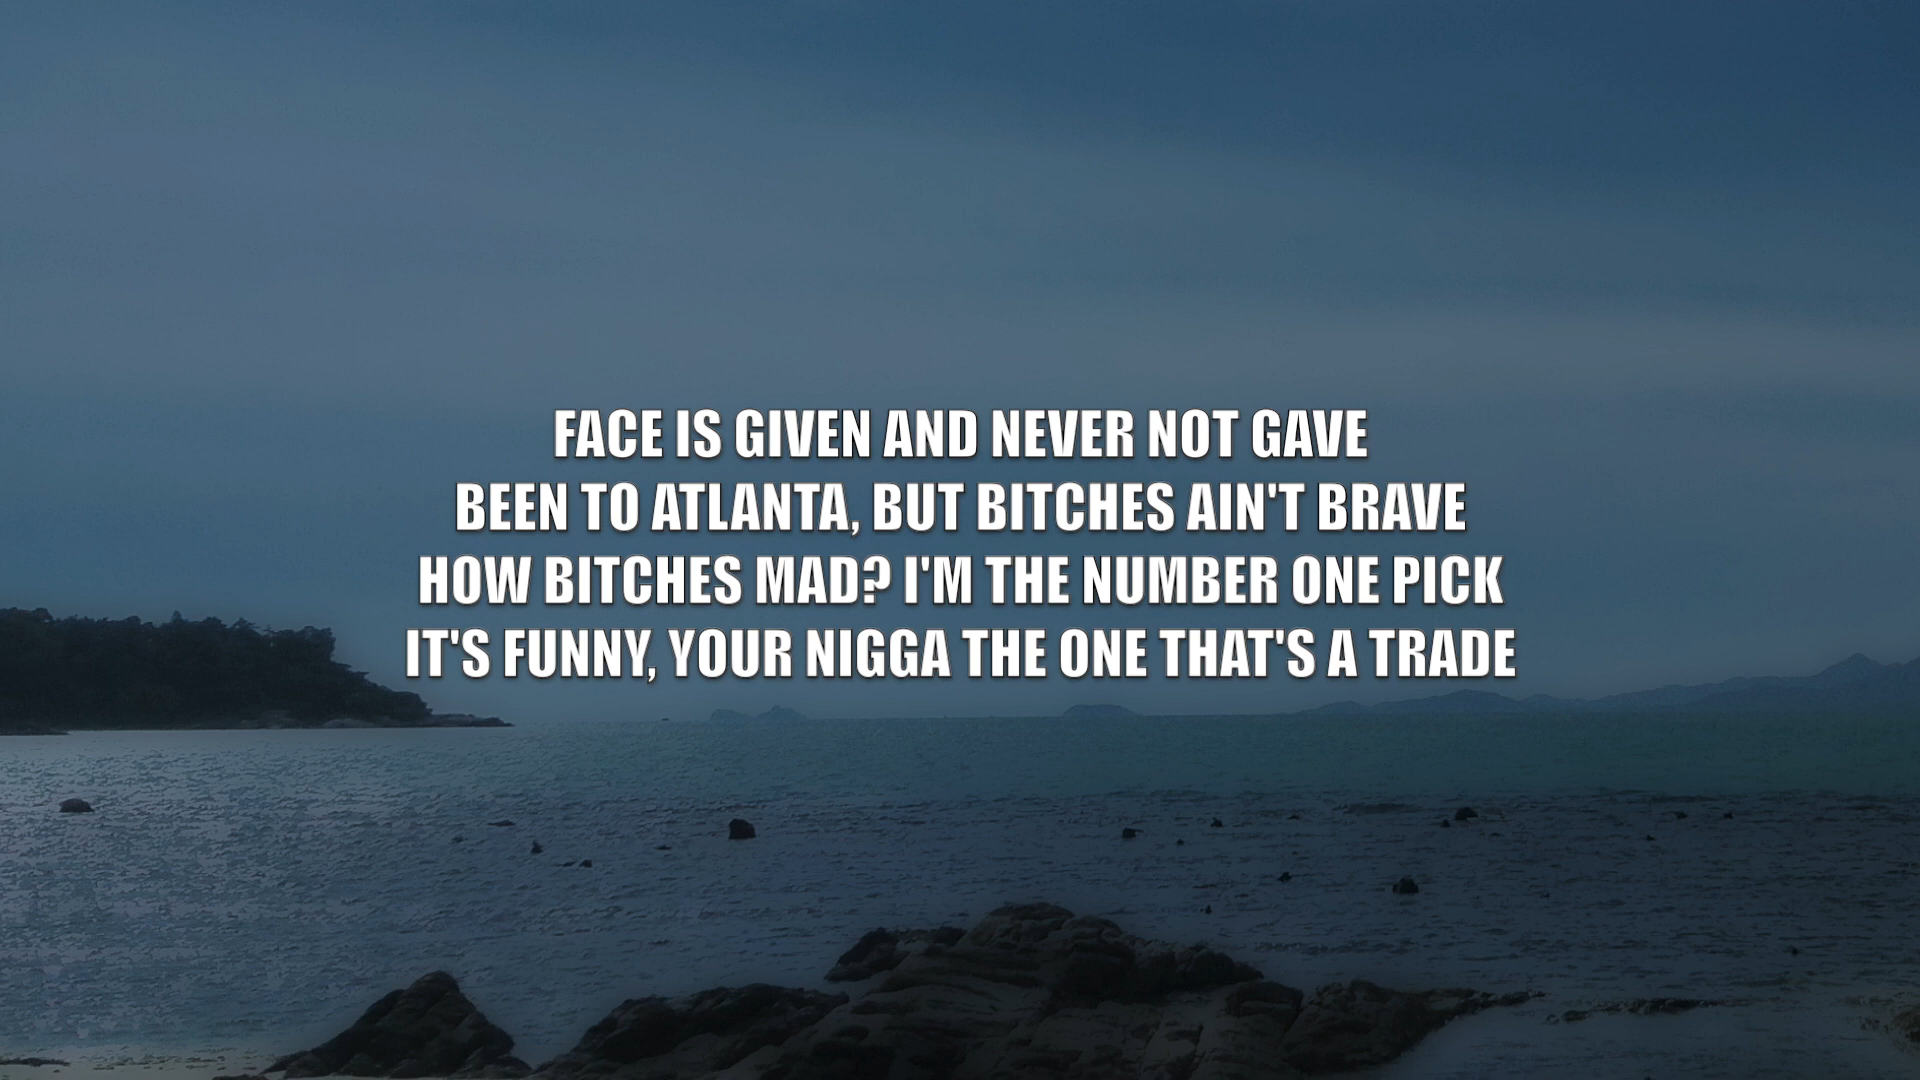 FACE IS GIVEN AND NEVER NOT GAVE
BEEN TO ATLANTA, BUT BITCHES AIN'T BRAVE
HOW BITCHES MAD? I'M THE NUMBER ONE PICK
IT'S FUNNY, YOUR NIGGA THE ONE THAT'S A TRADE